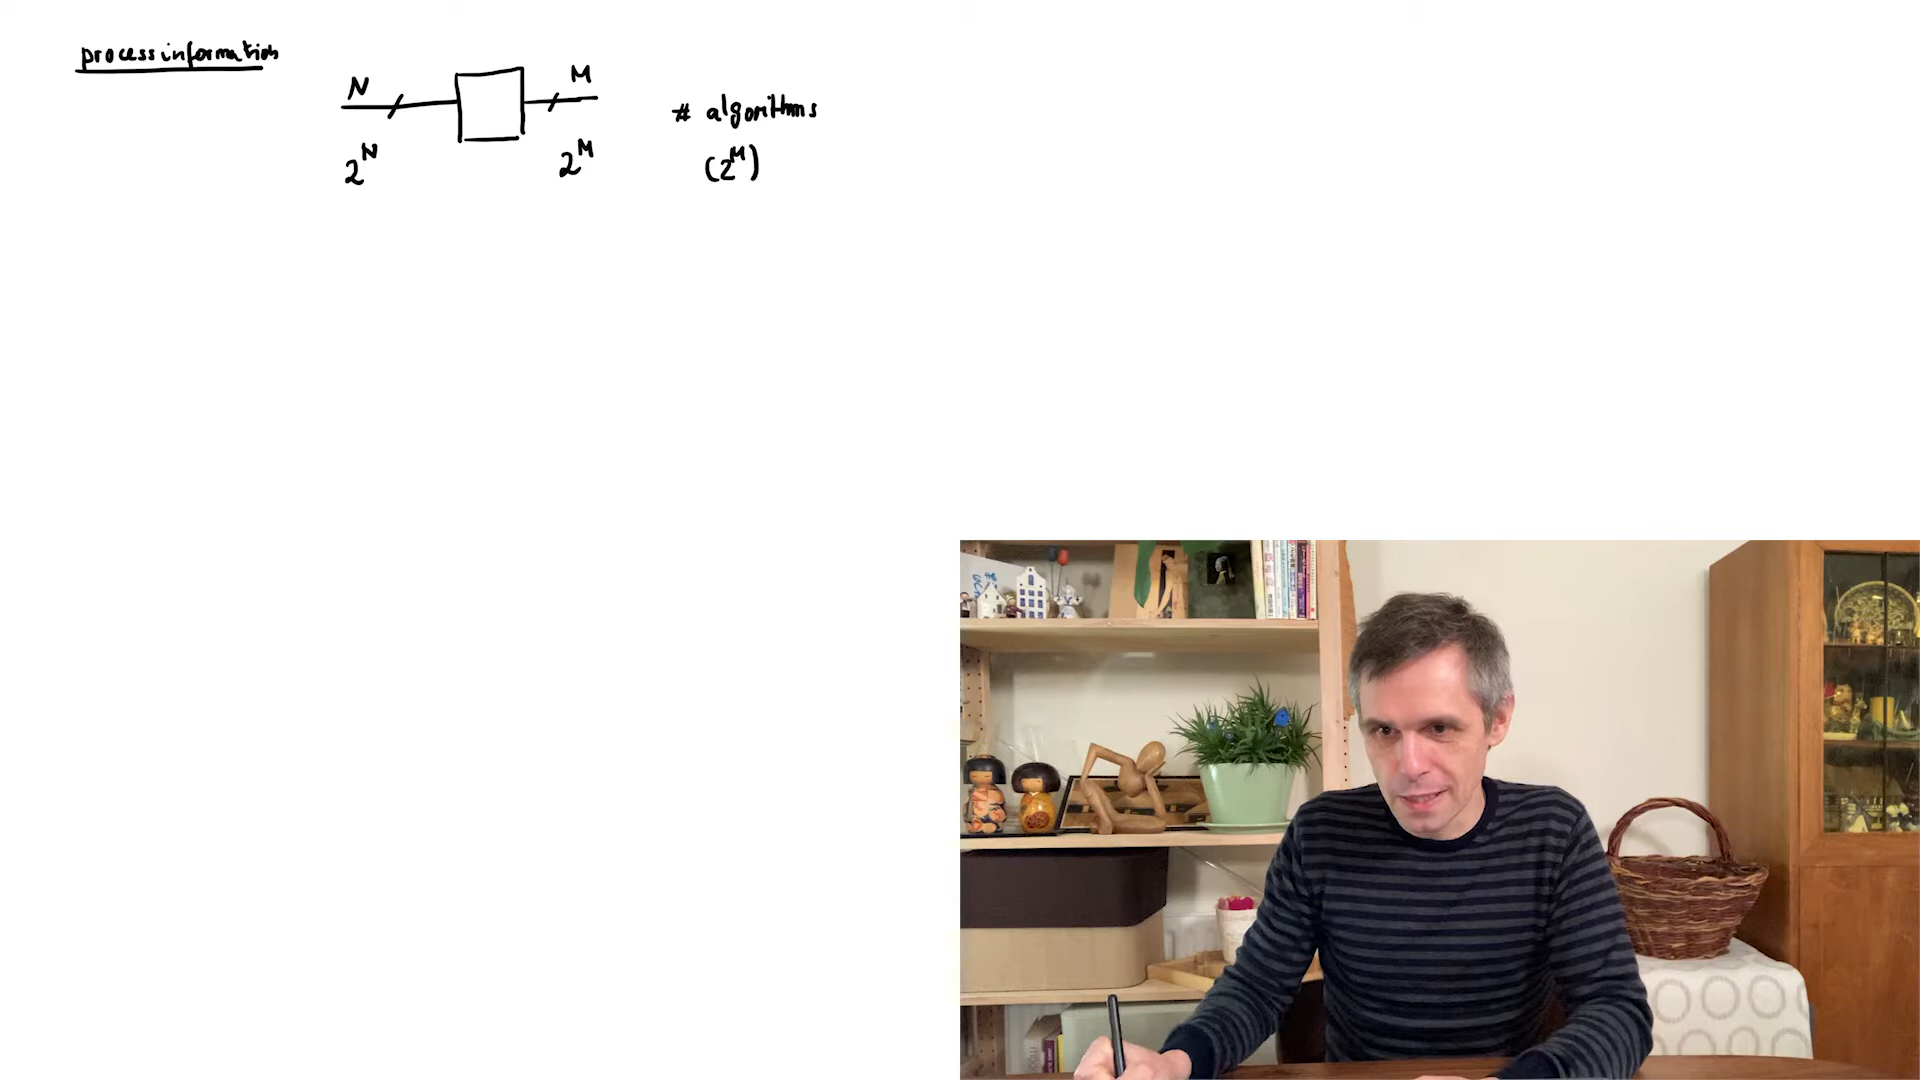 process information
N M
2^N 2^M
# algorithms
(2^M)